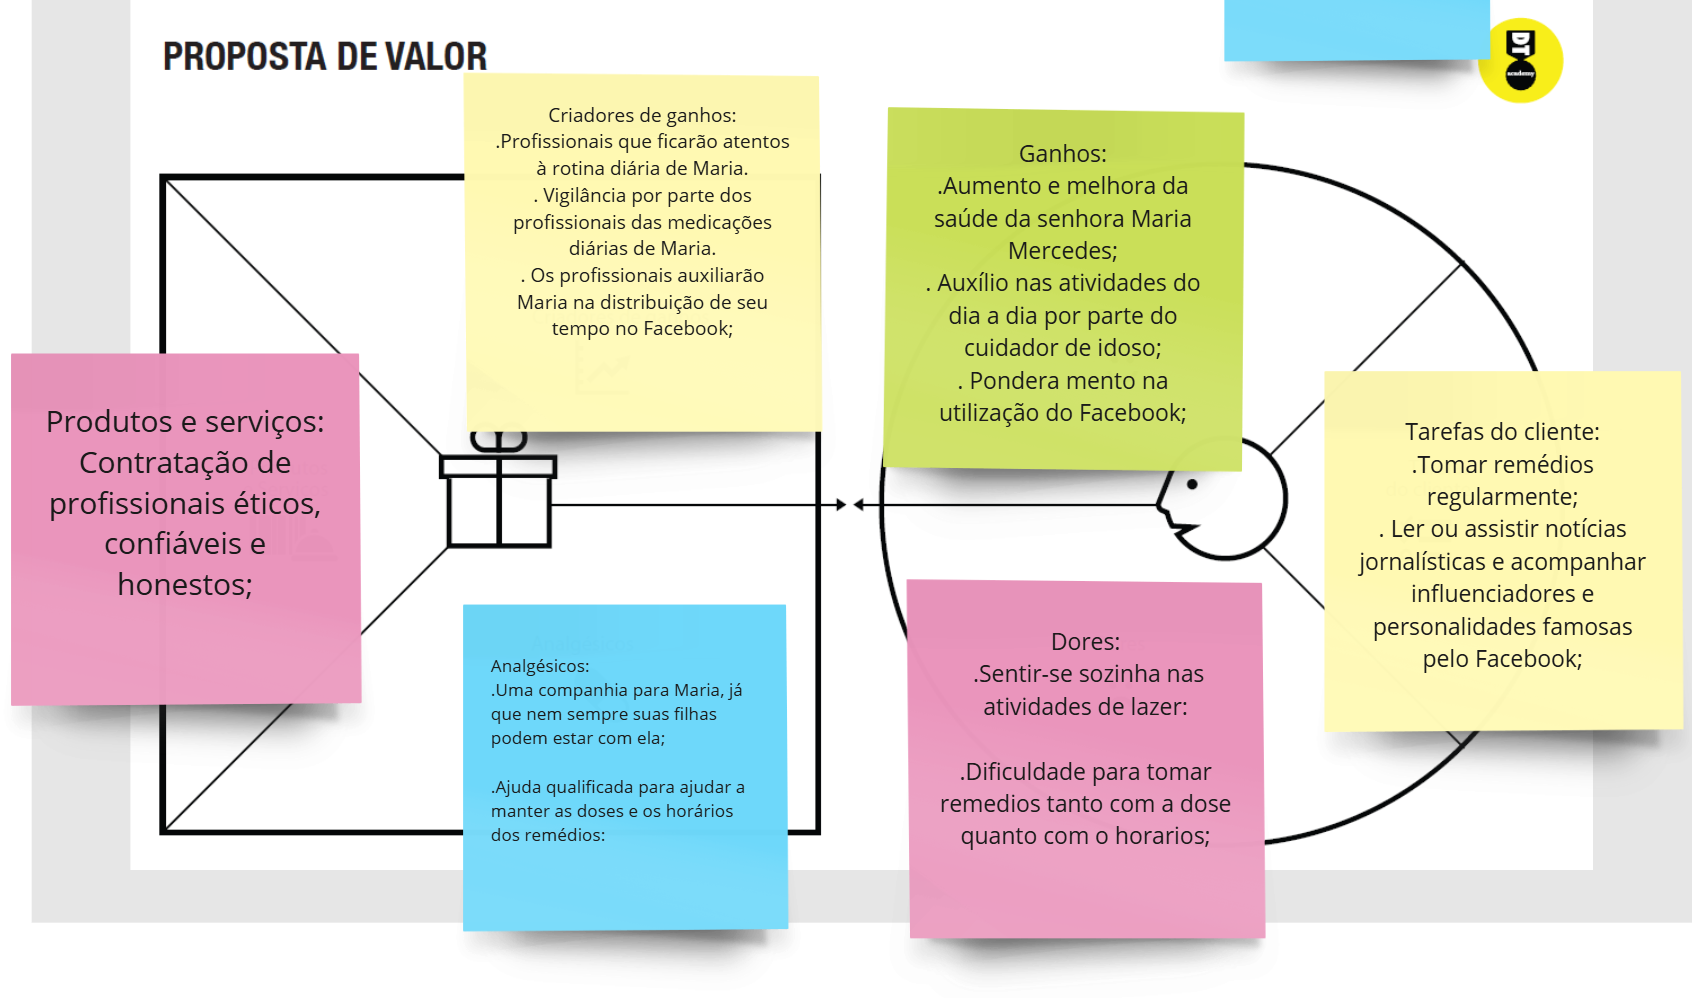 PROPOSTA DE VALOR
DT
academy
Criadores de ganhos:
.Profissionais que ficarão atentos
à rotina diária de Maria.
. Vigilância por parte dos
profissionais das medicações
diárias de Maria.
. Os profissionais auxiliarão
Maria na distribuição de seu
tempo no Facebook;
Ganhos:
.Aumento e melhora da
saúde da senhora Maria
Mercedes;
. Auxílio nas atividades do
dia a dia por parte do
cuidador de idoso;
. Pondera mento na
utilização do Facebook;
Produtos e serviços:
Contratação de
profissionais éticos,
confiáveis e
honestos;
Tarefas do cliente:
.Tomar remédios
regularmente;
. Ler ou assistir notícias
jornalísticas e acompanhar
influenciadores e
personalidades famosas
pelo Facebook;
Analgésicos:
.Uma companhia para Maria, já
que nem sempre suas filhas
podem estar com ela;
.Ajuda qualificada para ajudar a
manter as doses e os horários
dos remédios:
Dores:
.Sentir-se sozinha nas
atividades de lazer:
.Dificuldade para tomar
remedios tanto com a dose
quanto com o horarios;